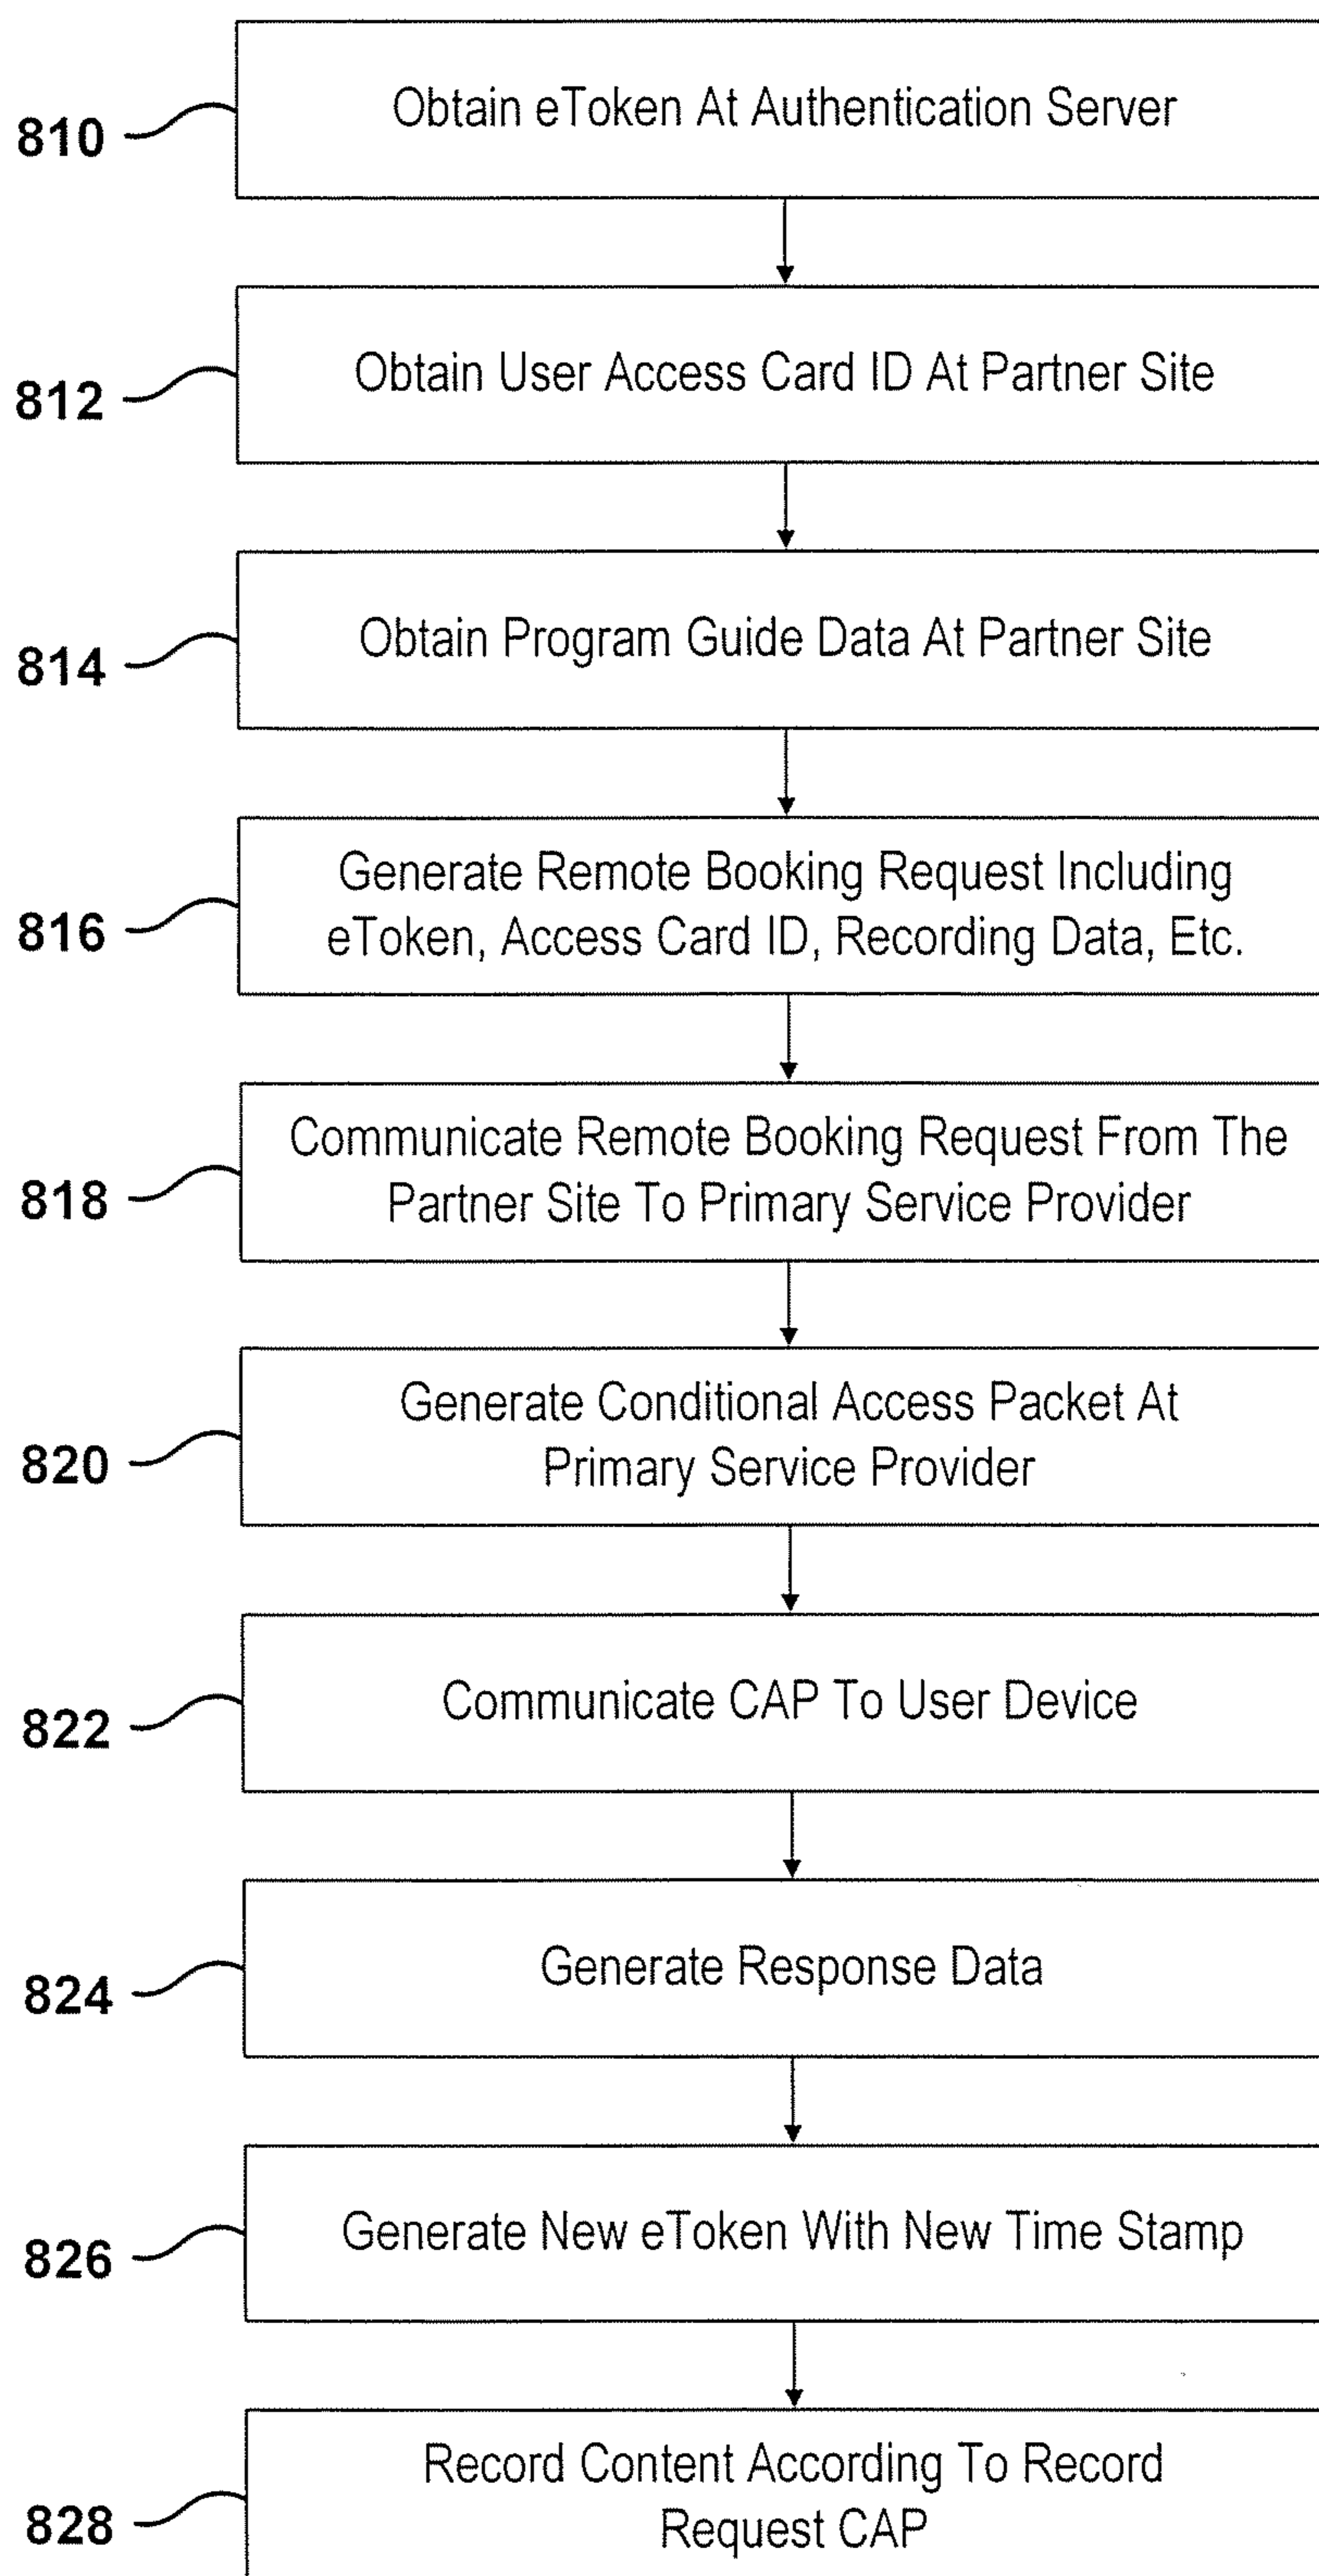 810
Obtain eToken At Authentication Server
812
Obtain User Access Card ID At Partner Site
814
Obtain Program Guide Data At Partner Site
816
Generate Remote Booking Request Including
eToken, Access Card ID, Recording Data, Etc.
818
Communicate Remote Booking Request From The
Partner Site To Primary Service Provider
820
Generate Conditional Access Packet At
Primary Service Provider
822
Communicate CAP To User Device
824
Generate Response Data
826
Generate New eToken With New Time Stamp
828
Record Content According To Record
Request CAP